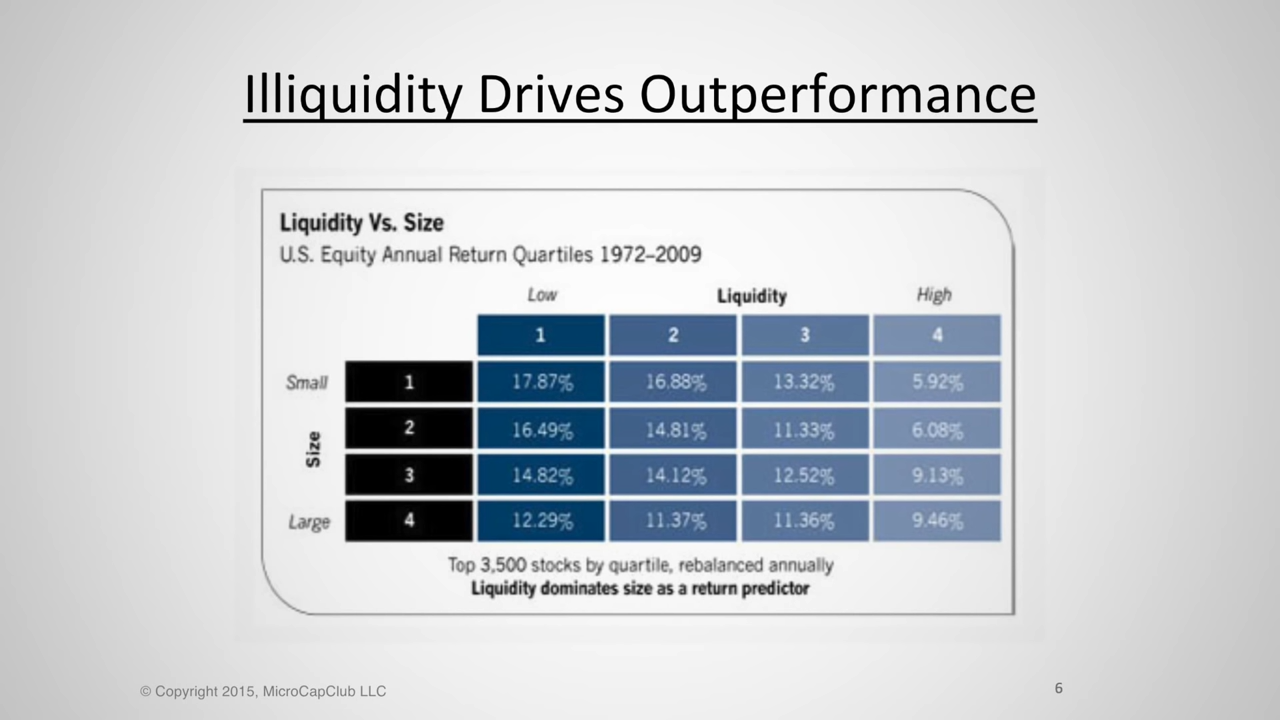 Illiquidity Drives Outperformance
Liquidity Vs. Size
U.S. Equity Annual Return Quartiles 1972–2009
Low Liquidity High
1 2 3 4
Small 1 17.87% 16.88% 13.32% 5.92%
Size 2 16.49% 14.81% 11.33% 6.08%
3 14.82% 14.12% 12.52% 9.13%
Large 4 12.29% 11.37% 11.36% 9.46%
Top 3,500 stocks by quartile, rebalanced annually
Liquidity dominates size as a return predictor
© Copyright 2015, MicroCapClub LLC 6